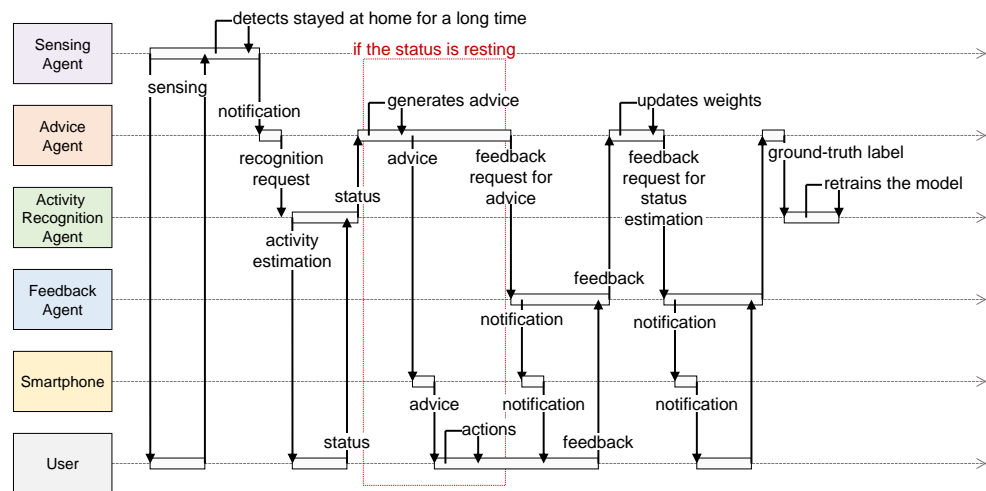 detects stayed at home for a long time
Sensing
Agent
if the status is resting
sensing
generates advice
updates weights
notification
Advice
Agent
recognition
request
advice
feedback
request for
advice
feedback
request for
status
estimation
ground-truth label
status
retrains the model
Activity
Recognition
Agent
activity
estimation
feedback
Feedback
Agent
notification
notification
Smartphone
advice
notification
notification
actions
status
feedback
User